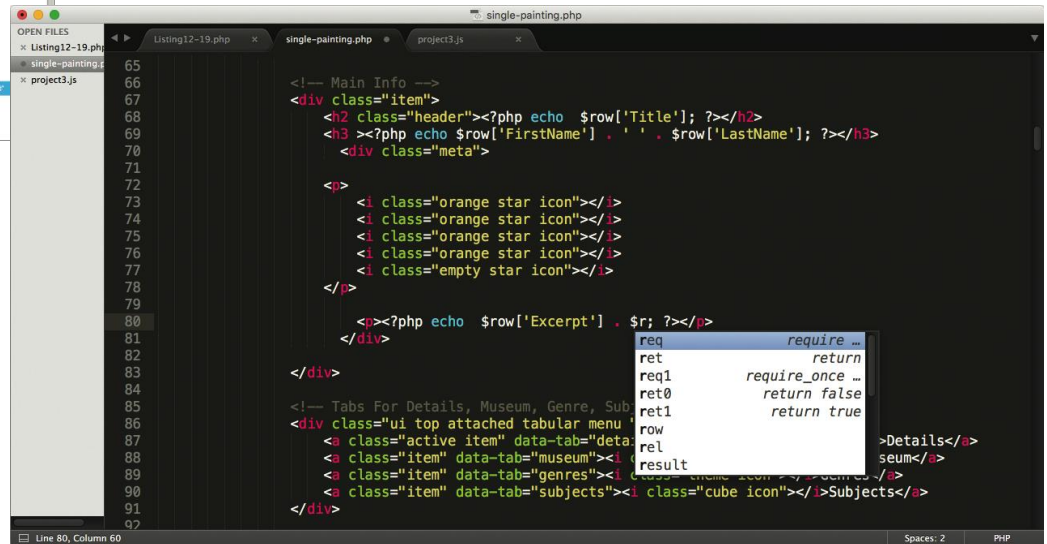 single-painting.php
OPEN FILES
× Listing12-19.php
single-painting.p
× project3.js
Listing12-19.php ×
single-painting.php
project3.js ×
65
66 <!-- Main Info -->
67 <div class="item">
68 <h2 class="header"><?php echo  $row['Title']; ?></h2>
69 <h3 ><?php echo $row['FirstName'] . ' ' . $row['LastName']; ?></h3>
70 <div class="meta">
71
72 <p>
73 <i class="orange star icon"></i>
74 <i class="orange star icon"></i>
75 <i class="orange star icon"></i>
76 <i class="orange star icon"></i>
77 <i class="empty star icon"></i>
78 </p>
79
80 <p><?php echo  $row['Excerpt'] . $r; ?></p>
81 </div>
82
83 </div>
84
85 <!-- Tabs For Details, Museum, Genre, Sub
86 <div class="ui top attached tabular menu "
87 <a class="active item" data-tab="detai >Details</a>
88 <a class="item" data-tab="museum"><i c seum</a>
89 <a class="item" data-tab="genres"><i
90 <a class="item" data-tab="subjects"><i class="cube icon"></i>Subjects</a>
91 </div>
92
req require …
ret return
req1 require_once …
ret0 return false
ret1 return true
row
rel
result
Line 80, Column 60
Spaces: 2
PHP